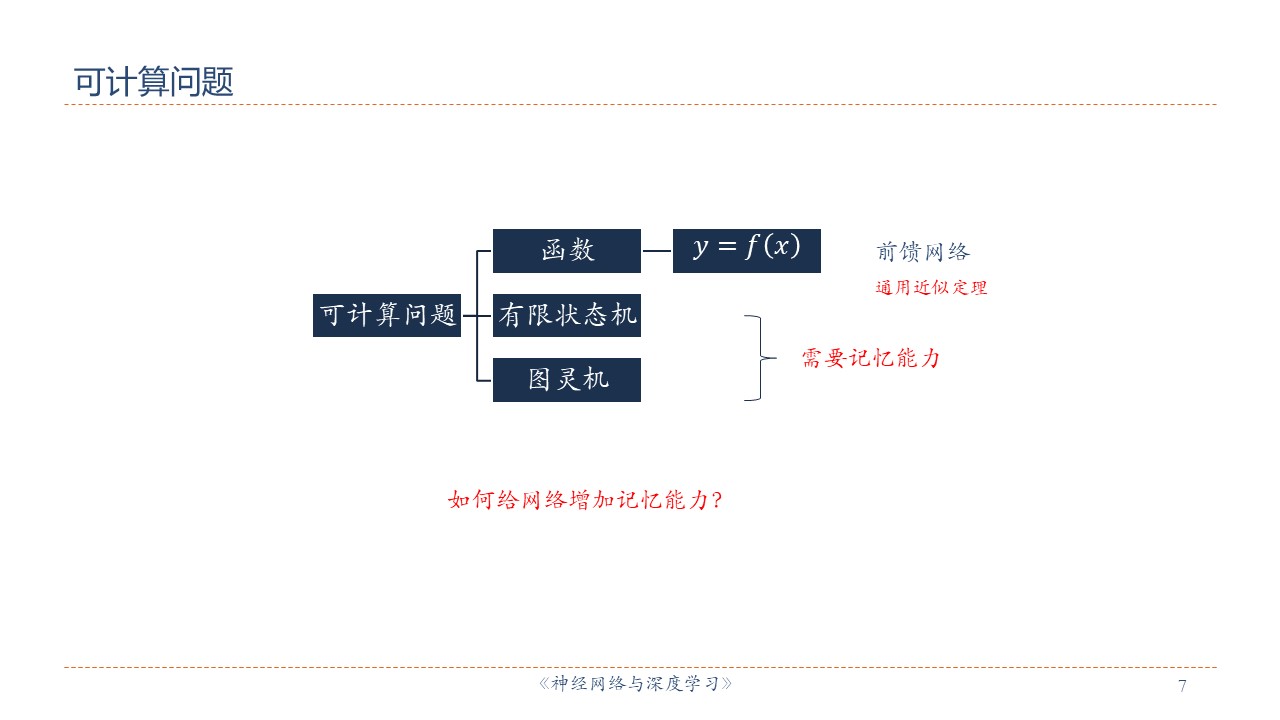 可计算问题
函数
y = f(x)
前馈网络
通用近似定理
可计算问题
有限状态机
图灵机
需要记忆能力
如何给网络增加记忆能力?
《神经网络与深度学习》
7